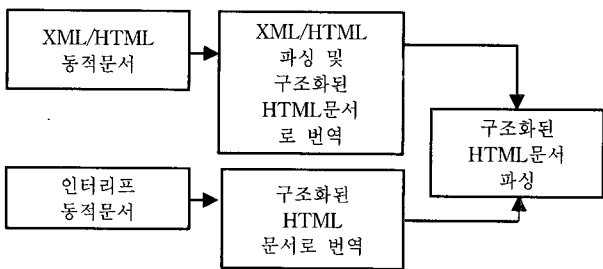 XML/HTML
동적문서
XML/HTML
파싱 및
구조화된
HTML문서
로 번역
구조화된
HTML문서
파싱
인터리프
동적문서
구조화된
HTML
문서로 번역